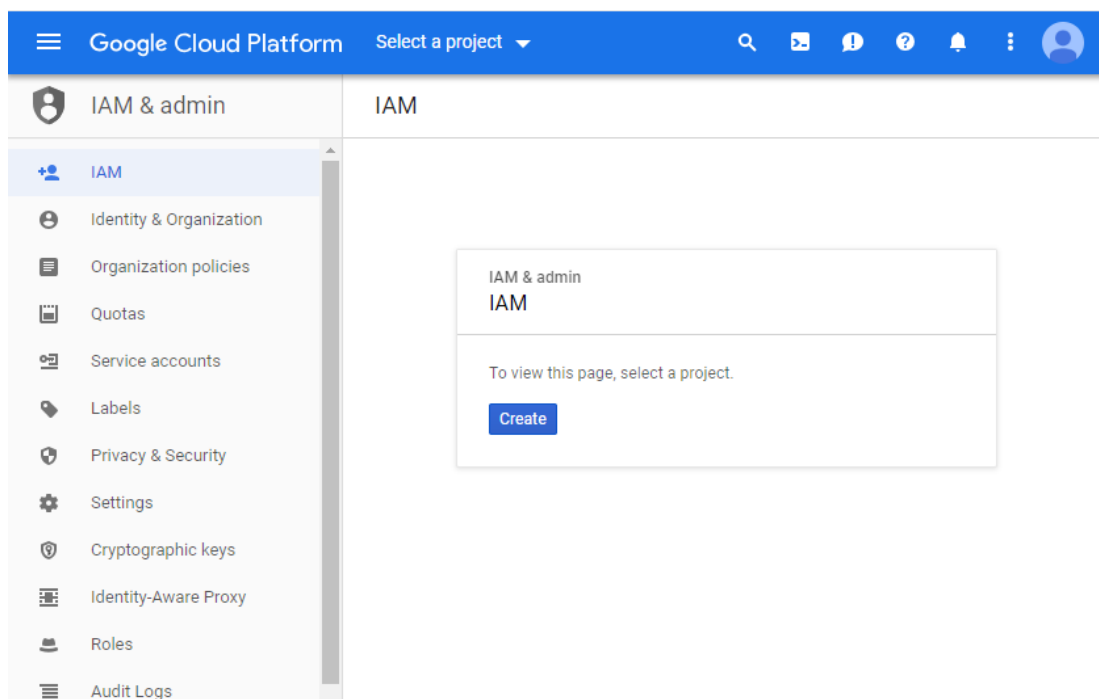 Google Cloud Platform Select a project
IAM & admin
IAM
IAM
Identity & Organization
Organization policies
Quotas
Service accounts
Labels
Privacy & Security
Settings
Cryptographic keys
Identity-Aware Proxy
Roles
Audit Logs
IAM & admin
IAM
To view this page, select a project.
Create